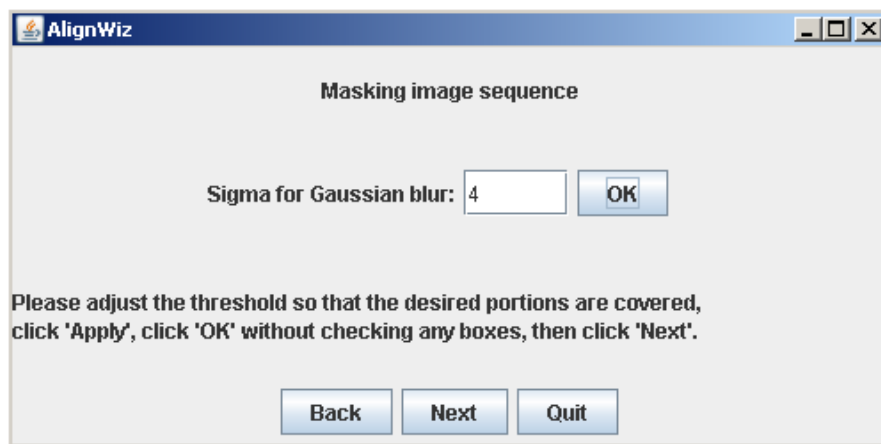 AlignWiz
Masking image sequence
Sigma for Gaussian blur: 4 OK
Please adjust the threshold so that the desired portions are covered,
click 'Apply', click 'OK' without checking any boxes, then click 'Next'.
Back Next Quit